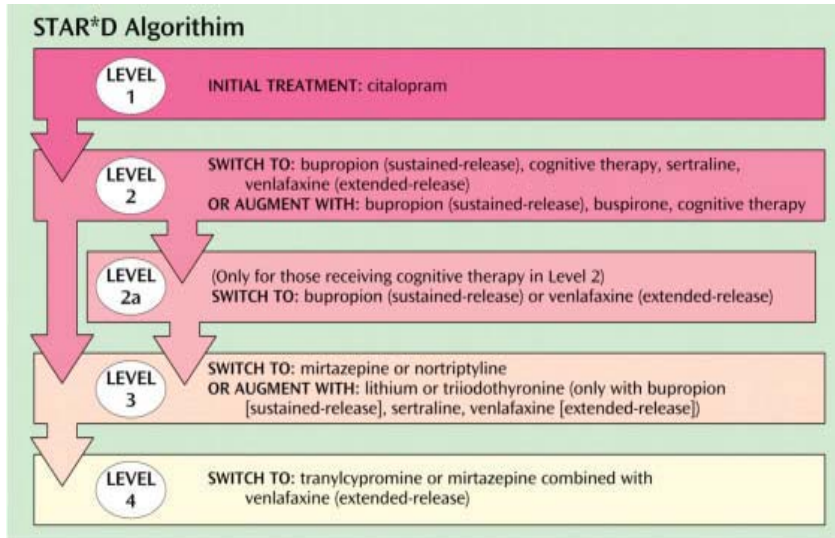 STAR*D Algorithim
LEVEL
1
INITIAL TREATMENT: citalopram
LEVEL
2
SWITCH TO: bupropion (sustained-release), cognitive therapy, sertraline,
venlafaxine (extended-release)
OR AUGMENT WITH: bupropion (sustained-release), buspirone, cognitive therapy
LEVEL
2a
(Only for those receiving cognitive therapy in Level 2)
SWITCH TO: bupropion (sustained-release) or venlafaxine (extended-release)
LEVEL
3
SWITCH TO: mirtazepine or nortriptyline
OR AUGMENT WITH: lithium or triiodothyronine (only with bupropion
[sustained-release], sertraline, venlafaxine [extended-release])
LEVEL
4
SWITCH TO: tranylcypromine or mirtazepine combined with
venlafaxine (extended-release)